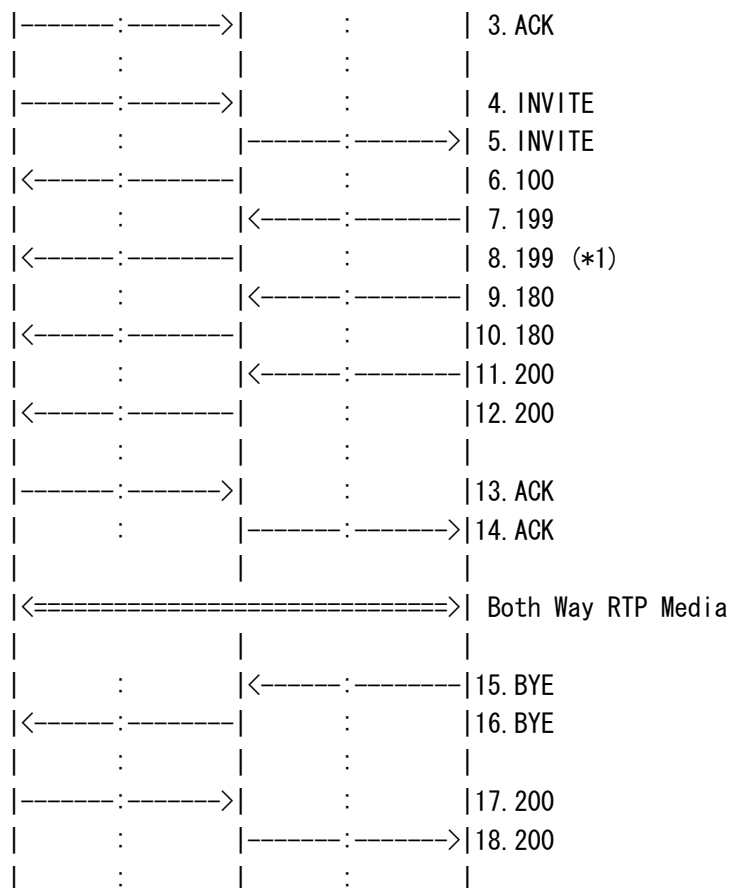 |-------:------->|       :       | 3. ACK
|       :       |       :       |
|-------:------->|       :       | 4. INVITE
|       :       |-------:------->| 5. INVITE
|<------:--------|       :       | 6. 100
|       :       |<------:--------| 7. 199
|<------:--------|       :       | 8. 199 (*1)
|       :       |<------:--------| 9. 180
|<------:--------|       :       |10. 180
|       :       |<------:--------|11. 200
|<------:--------|       :       |12. 200
|       :       |       :       |
|-------:------->|       :       |13. ACK
|       :       |-------:------->|14. ACK
|               |               |
|<=============================>| Both Way RTP Media
|               |               |
|       :       |<------:--------|15. BYE
|<------:--------|       :       |16. BYE
|       :       |       :       |
|-------:------->|       :       |17. 200
|       :       |-------:------->|18. 200
|       :       |       :       |